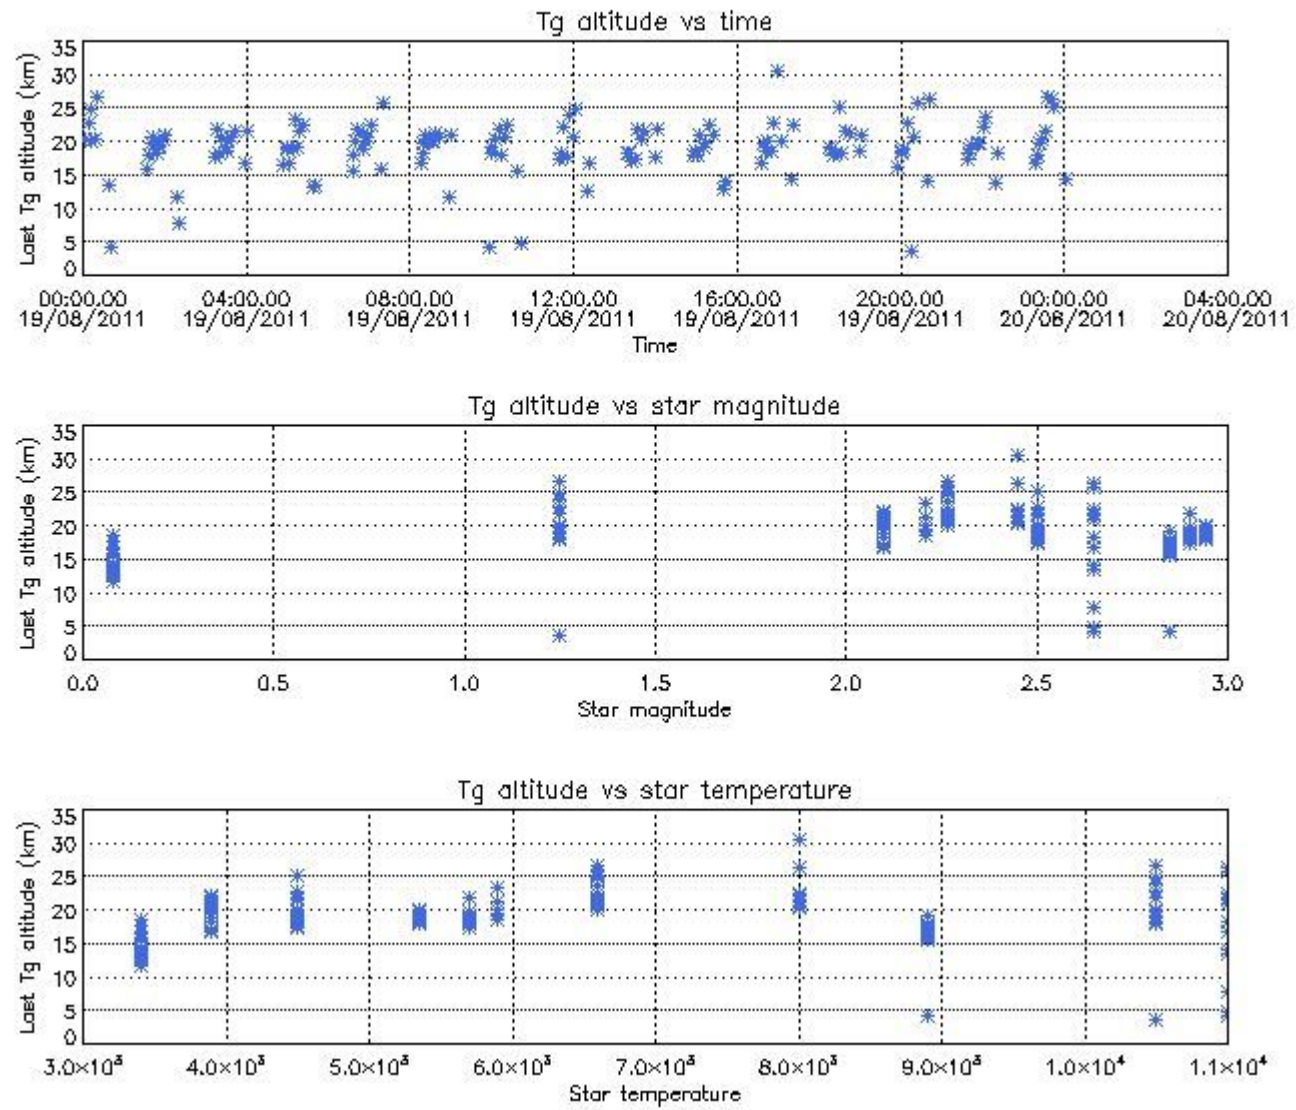 Tg altitude vs time
Last Tg altitude (km)
35
30
25
20
15
10
5
0
00:00.00 04:00.00 08:00.00 12:00.00 16:00.00 20:00.00 00:00.00 04:00.00
19/08/2011 19/08/2011 19/08/2011 19/08/2011 19/08/2011 19/08/2011 20/08/2011 20/08/2011
Time
Tg altitude vs star magnitude
Last Tg altitude (km)
35
30
25
20
15
10
5
0
0.0 0.5 1.0 1.5 2.0 2.5 3.0
Star magnitude
Tg altitude vs star temperature
Last Tg altitude (km)
35
30
25
20
15
10
5
0
3.0×10³ 4.0×10³ 5.0×10³ 6.0×10³ 7.0×10³ 8.0×10³ 9.0×10³ 1.0×10⁴ 1.1×10⁴
Star temperature